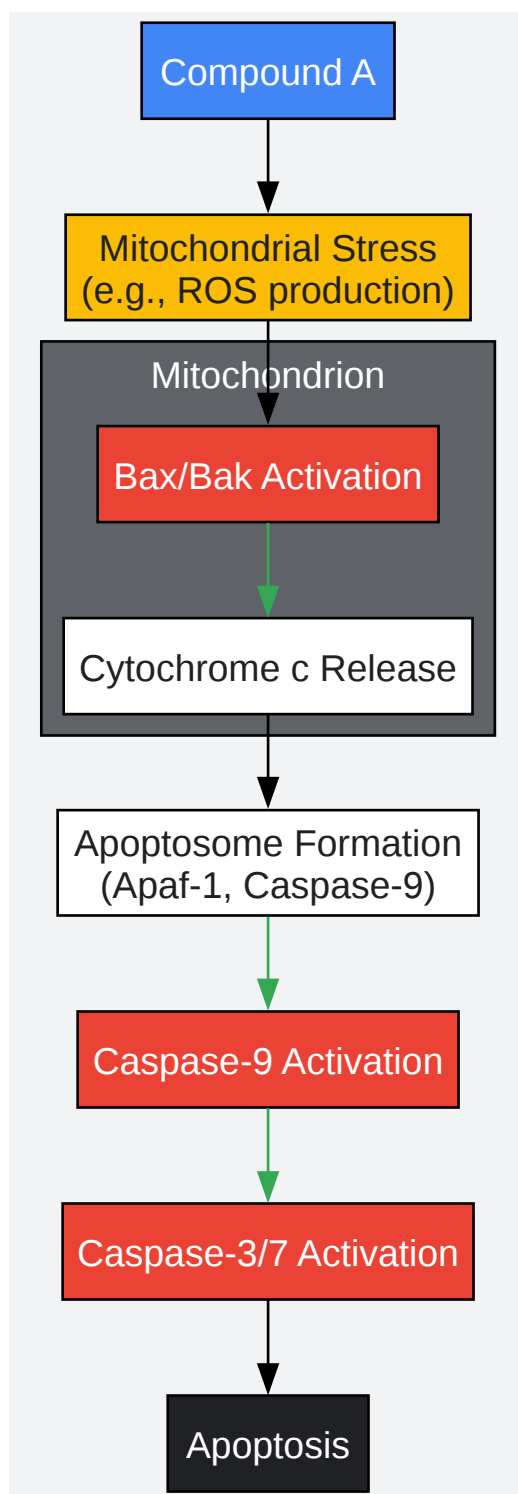 Compound A
Mitochondrial Stress
(e.g., ROS production)
Mitochondrion
Bax/Bak Activation
Cytochrome c Release
Apoptosome Formation
(Apaf-1, Caspase-9)
Caspase-9 Activation
Caspase-3/7 Activation
Apoptosis